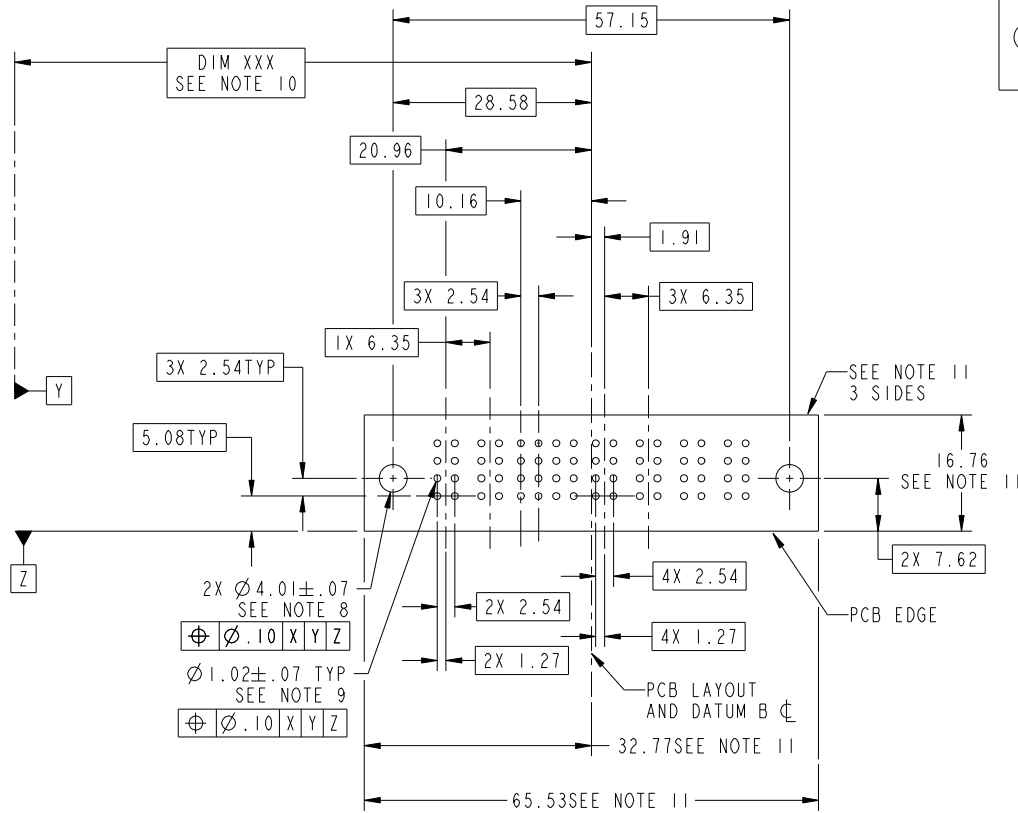 57.15
DIM XXX
SEE NOTE 10
28.58
20.96
10.16
1.91
3X 2.54
3X 6.35
1X 6.35
3X 2.54TYP
SEE NOTE 11
3 SIDES
Y
5.08TYP
16.76
SEE NOTE 11
Z
2X 7.62
2X Ø4.01±.07
SEE NOTE 8
⌖ Ø.10 X Y Z
4X 2.54
2X 2.54
PCB EDGE
4X 1.27
2X 1.27
Ø1.02±.07 TYP
SEE NOTE 9
⌖ Ø.10 X Y Z
PCB LAYOUT
AND DATUM B ℄
32.77SEE NOTE 11
65.53SEE NOTE 11